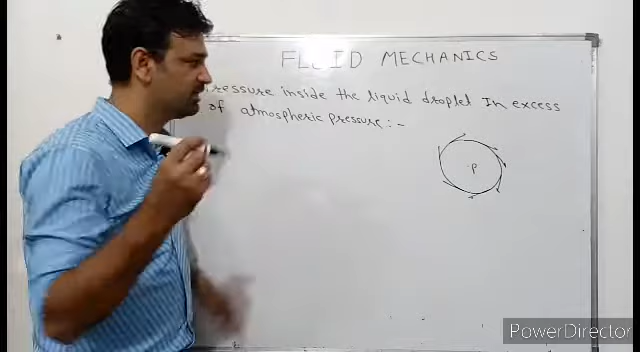 FLUID MECHANICS
ressure inside the liquid droplet In excess
of atmospheric pressure:-
P
PowerDirector